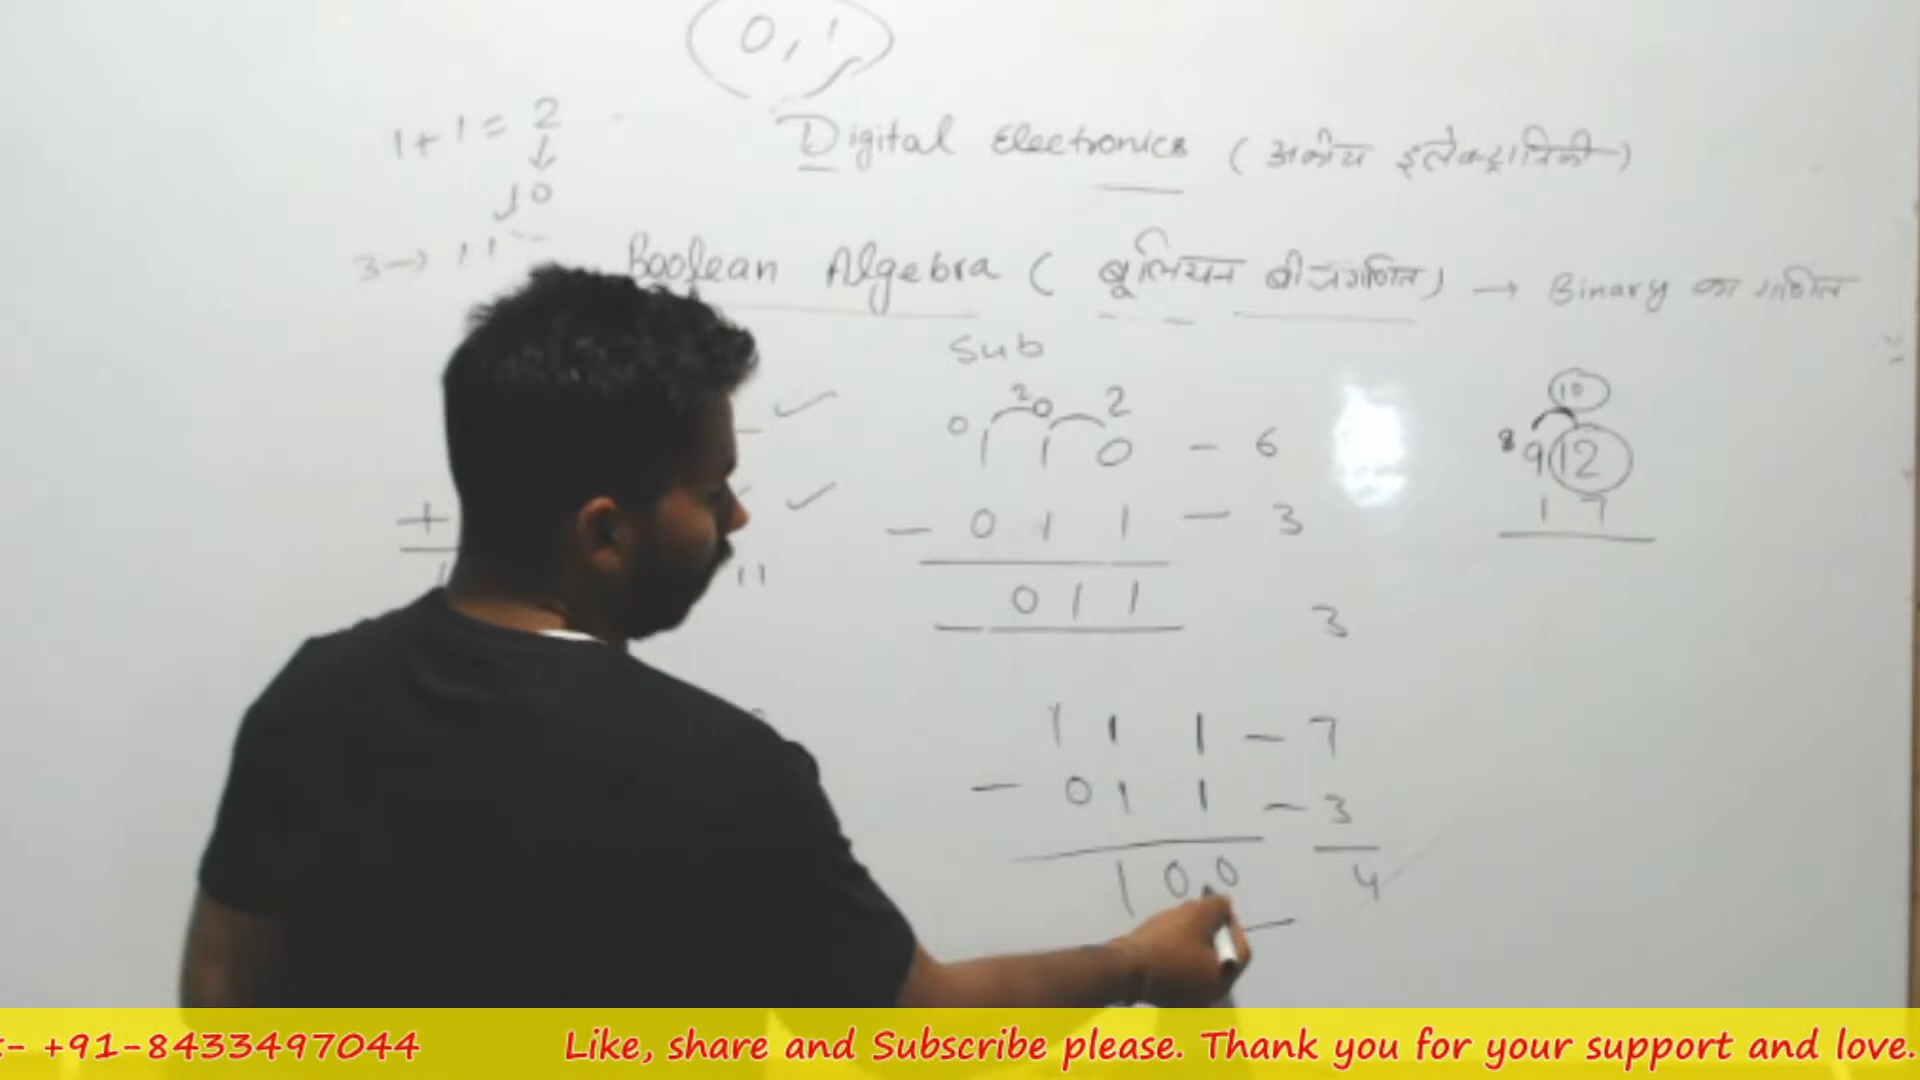 0, 1
1 + 1 = 2
↓
10
Digital Electronics (अंकीय इलेक्ट्रानिकी)
3 → 11
Boolean Algebra ( बूलियन बीजगणित) → Binary का गणित
Sub
0 2 0 2
1 1 0 - 6
- 0 1 1 - 3
0 1 1 3
10
8 9 12
1 7
+
11
1 1 1 - 7
- 0 1 1 - 3
1 0 0 4
- +91-8433497044 Like, share and Subscribe please. Thank you for your support and love.